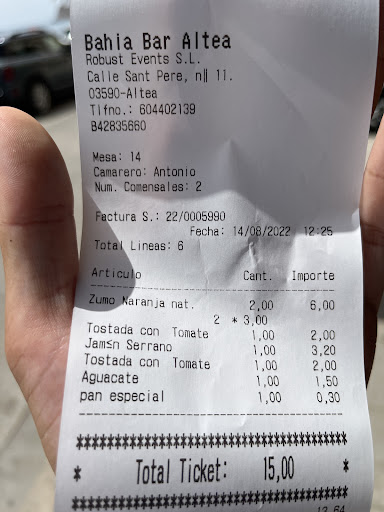 Bahia Bar Altea
Robust Events S.L.
Calle Sant Pere, n║ 11.
03590-Altea
Tlfno.: 604402139
B42835660
Mesa: 14
Camarero: Antonio
Num. Comensales: 2
Factura S.: 22/0005990
Fecha: 14/08/2022 12:25
Total Lineas: 6
Articulo Cant. Importe
Zumo Naranja nat. 2,00 6,00
2 * 3,00
Tostada con Tomate 1,00 2,00
Jam≤n Serrano 1,00 3,20
Tostada con Tomate 1,00 2,00
Aguacate 1,00 1,50
pan especial 1,00 0,30
* Total Ticket: 15,00 *
13,64